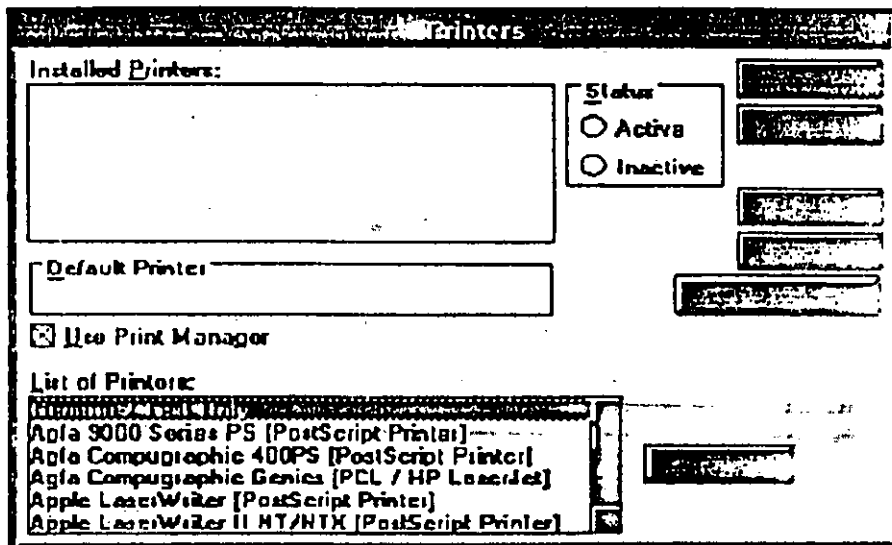 Printers
Installed Printers:
Status
Active
Inactive
Default Printer
Use Print Manager
List of Printers:
Agfa 9000 Series PS [PostScript Printer]
Agfa Compugraphic 400PS [PostScript Printer]
Agfa Compugraphic Genics [PCL / HP LaserJet]
Apple LaserWriter [PostScript Printer]
Apple LaserWriter II NT/NTX [PostScript Printer]